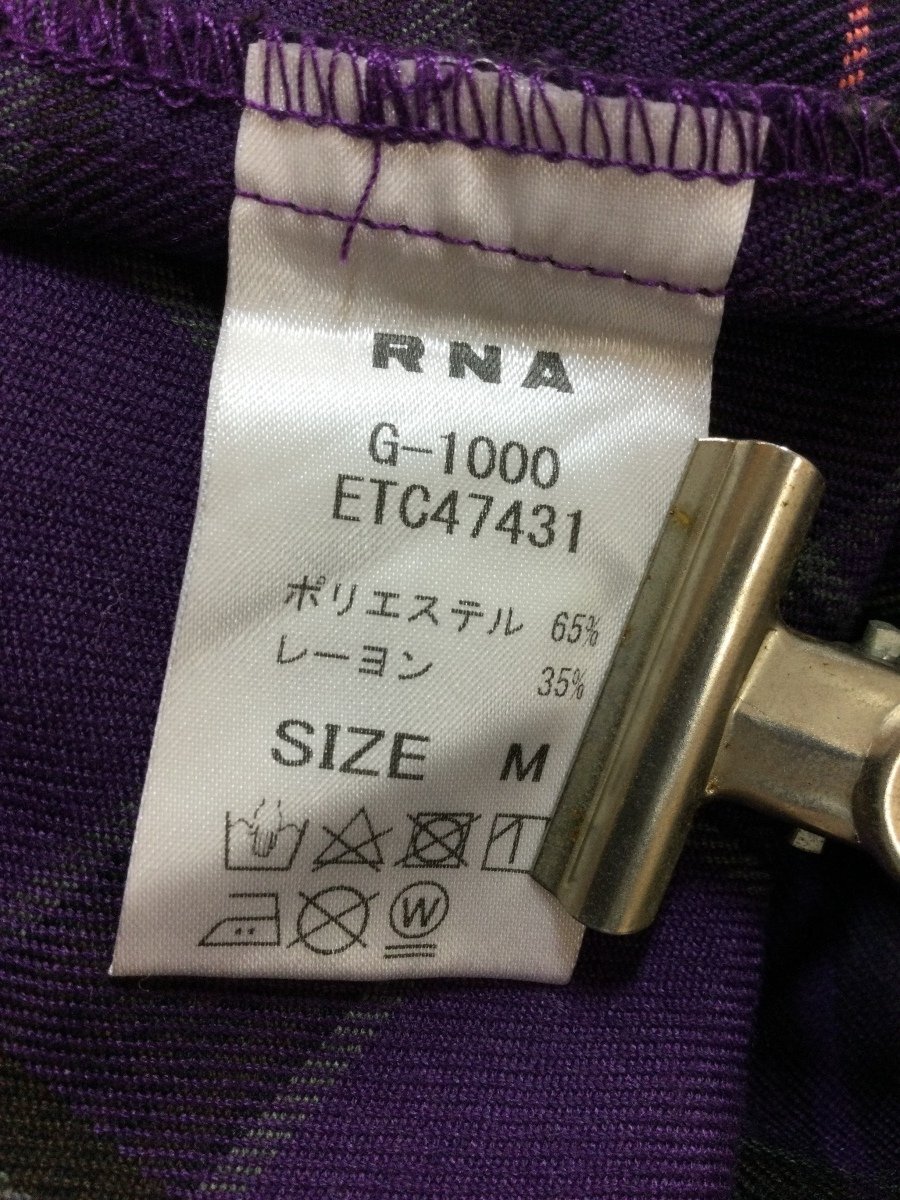 RNA
G-1000
ETC47431
ポリエステル 65%
レーヨン 35%
SIZE M
W